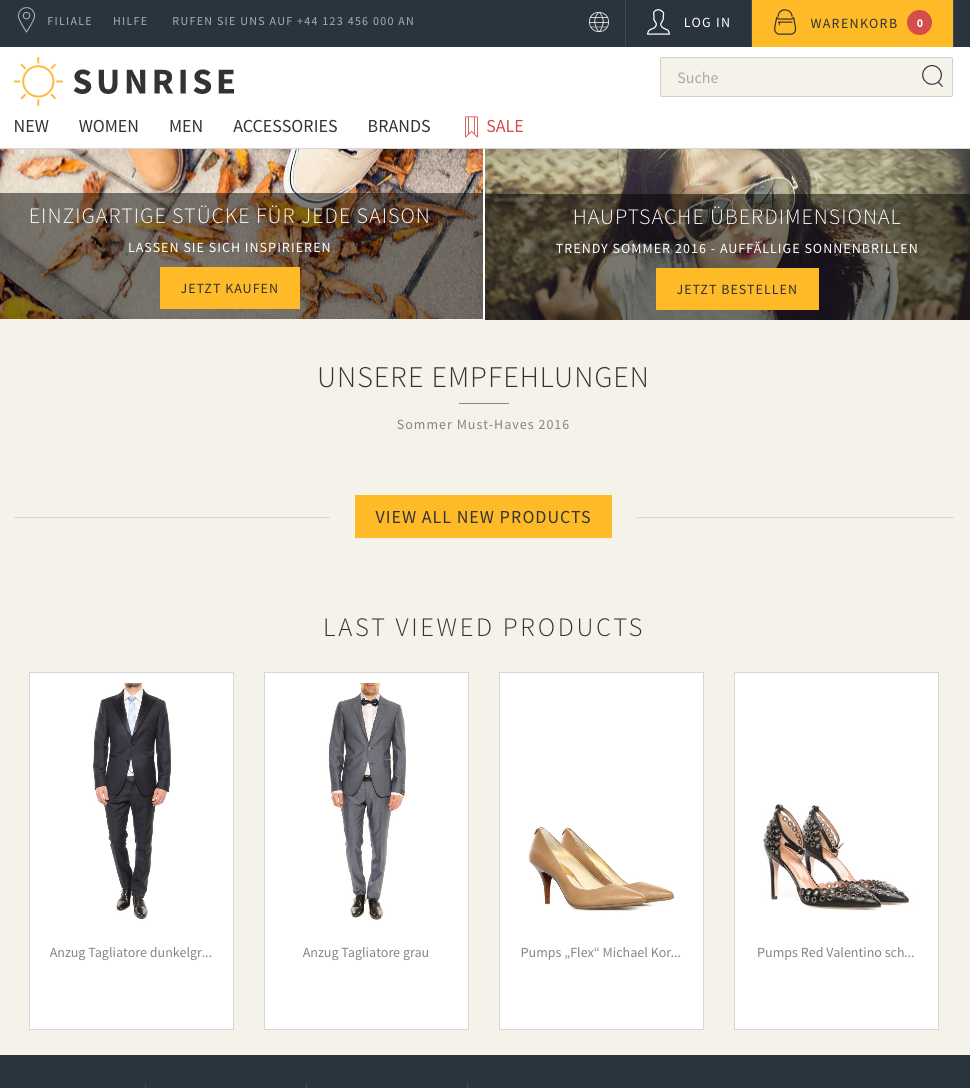 FILIALE HILFE RUFEN SIE UNS AUF +44 123 456 000 AN LOG IN WARENKORB 0
SUNRISE
Suche
NEW WOMEN MEN ACCESSORIES BRANDS SALE
EINZIGARTIGE STÜCKE FÜR JEDE SAISON
LASSEN SIE SICH INSPIRIEREN
JETZT KAUFEN
HAUPTSACHE ÜBERDIMENSIONAL
TRENDY SOMMER 2016 - AUFFÄLLIGE SONNENBRILLEN
JETZT BESTELLEN
UNSERE EMPFEHLUNGEN
Sommer Must-Haves 2016
VIEW ALL NEW PRODUCTS
LAST VIEWED PRODUCTS
Anzug Tagliatore dunkelgr...
Anzug Tagliatore grau
Pumps „Flex“ Michael Kor...
Pumps Red Valentino sch...